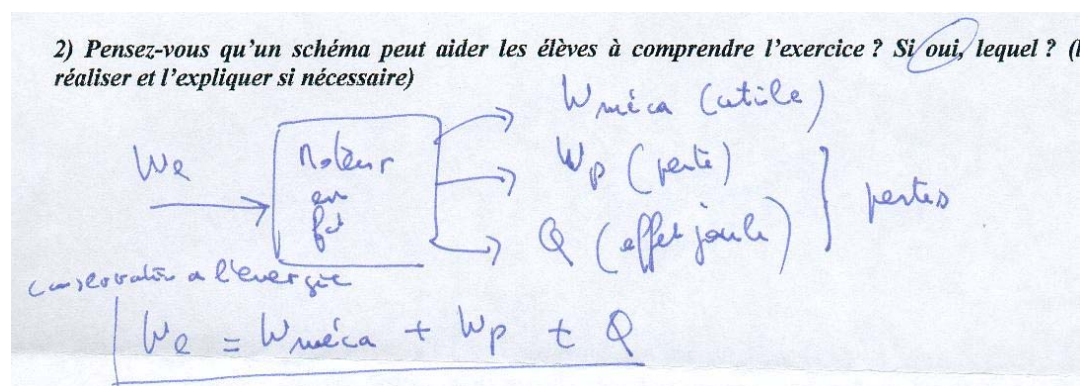 2) Pensez-vous qu'un schéma peut aider les élèves à comprendre l'exercice ? Si oui, lequel ? (
réaliser et l'expliquer si nécessaire)
Wméca (utile)
We
Moteur
en
fct
Wp (perte)
Q (effet joule)
pertes
conservation de l'énergie
We = Wméca + Wp + Q